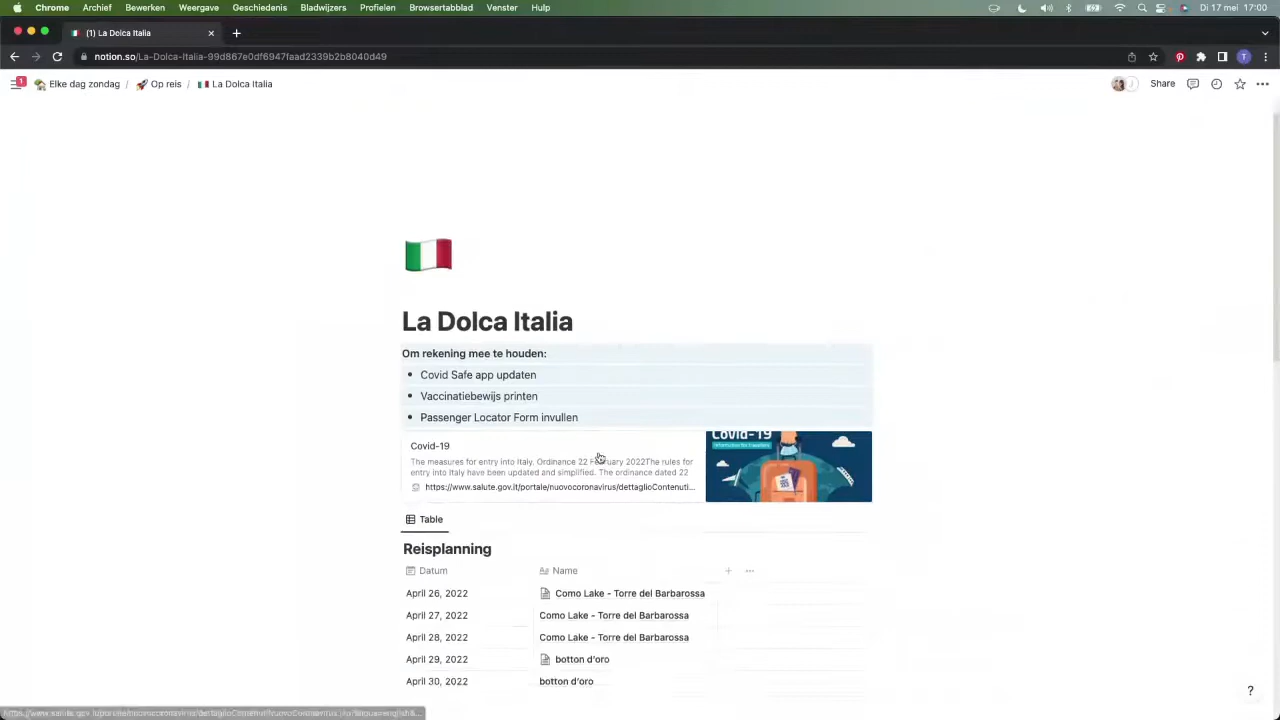 Chrome Archief Bewerken Weergave Geschiedenis Bladwijzers Profielen Browsertabblad Venster Hulp Di 17 mei 17:00
(1) La Dolca Italia
notion.so/La-Dolca-Italia-99d867e0df6947faad2339b2b8040d49 T
1 Elke dag zondag / Op reis / La Dolca Italia J Share
La Dolca Italia
Om rekening mee te houden:
• Covid Safe app updaten
• Vaccinatiebewijs printen
• Passenger Locator Form invullen
Covid-19
The measures for entry into Italy. Ordinance 22 February 2022The rules for
entry into Italy have been updated and simplified. The ordinance dated 22
https://www.salute.gov.it/portale/nuovocoronavirus/dettaglioContenuti...
Covid-19
Table
Reisplanning
Datum Name
April 26, 2022 Como Lake - Torre del Barbarossa
April 27, 2022 Como Lake - Torre del Barbarossa
April 28, 2022 Como Lake - Torre del Barbarossa
April 29, 2022 botton d'oro
April 30, 2022 botton d'oro
?